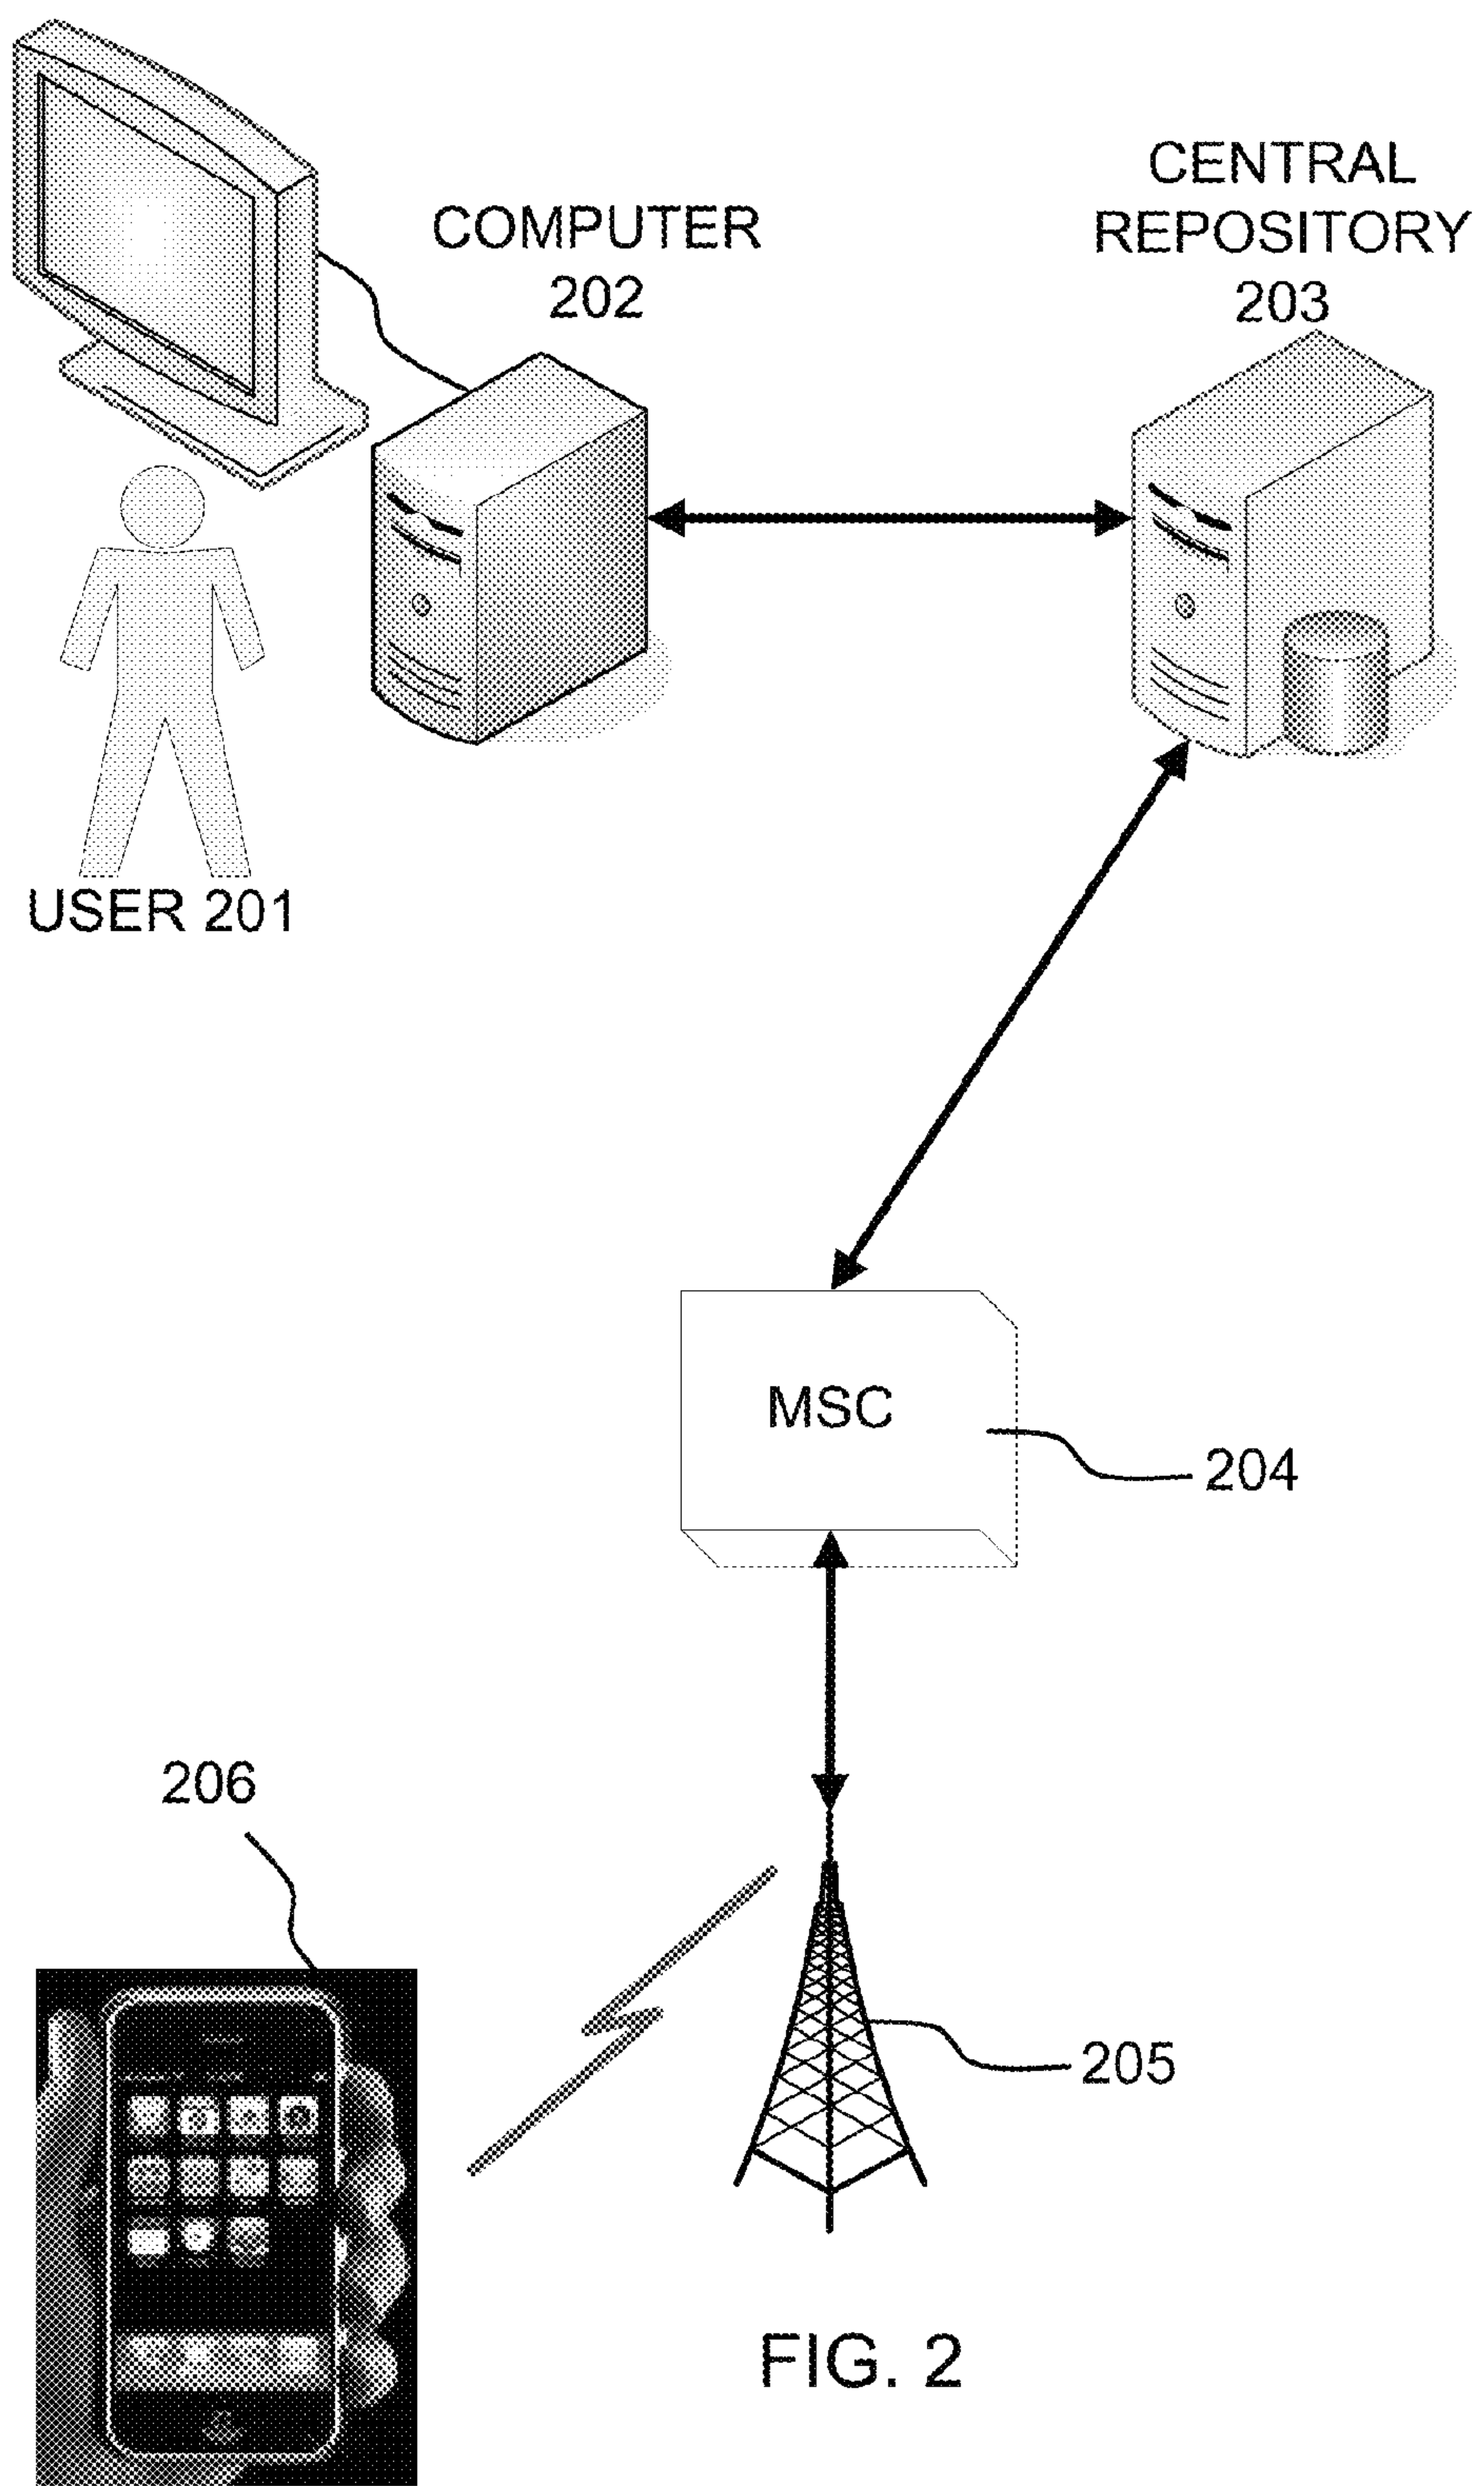 COMPUTER
202
CENTRAL
REPOSITORY
203
USER 201
MSC
204
206
205
FIG. 2